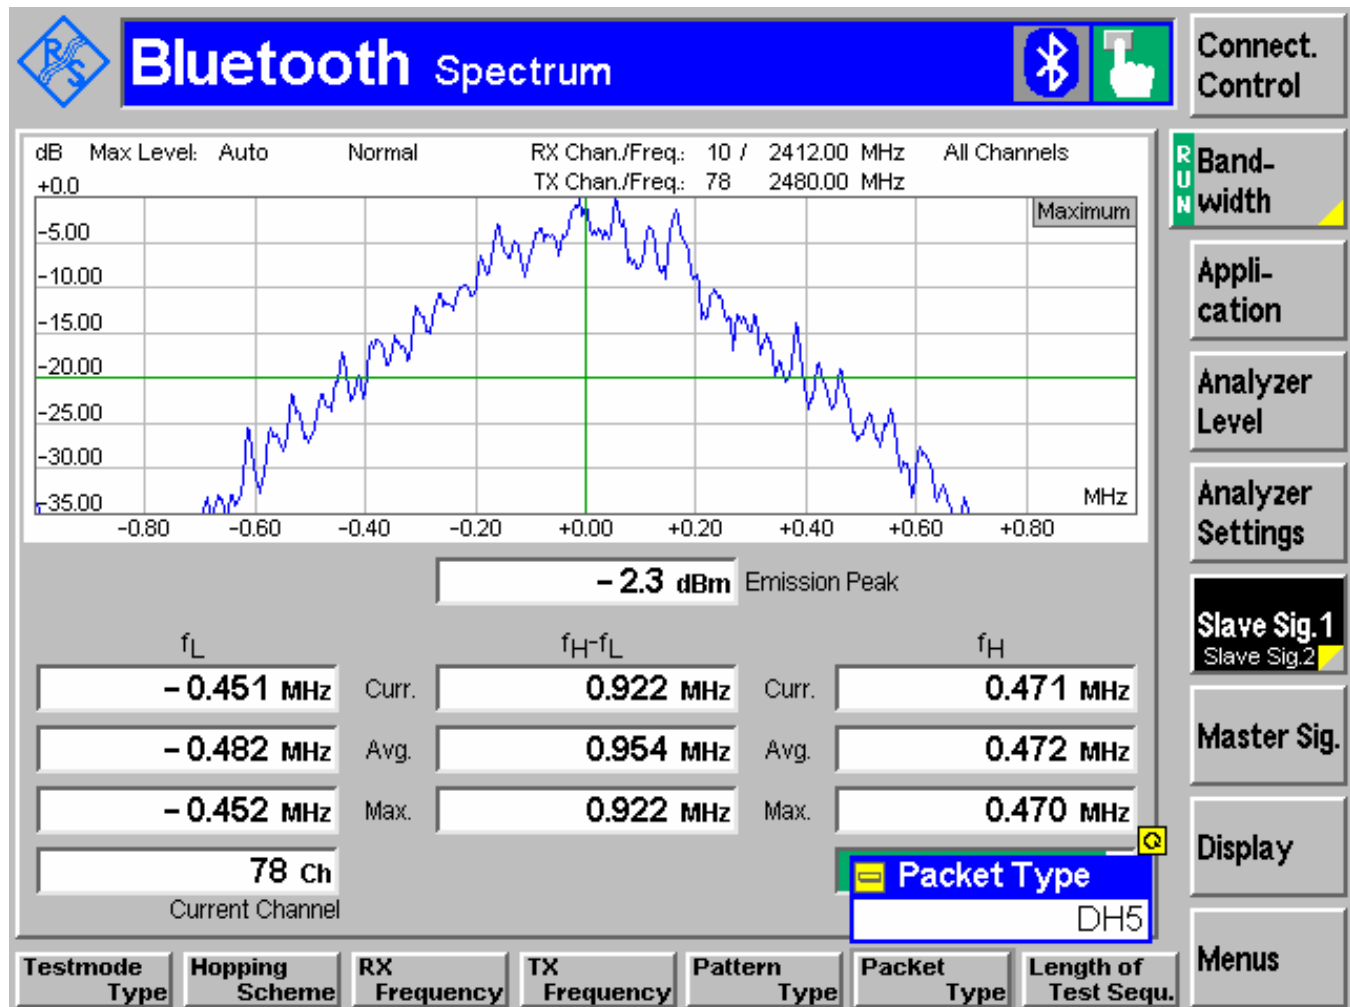 R S
Bluetooth Spectrum
Connect. Control
dB Max Level: Auto Normal RX Chan./Freq.: 10 / 2412.00 MHz All Channels
+0.0 TX Chan./Freq.: 78 2480.00 MHz
Maximum
-5.00
-10.00
-15.00
-20.00
-25.00
-30.00
-35.00
MHz
-0.80 -0.60 -0.40 -0.20 +0.00 +0.20 +0.40 +0.60 +0.80
-2.3 dBm Emission Peak
fL fH-fL fH
-0.451 MHz Curr. 0.922 MHz Curr. 0.471 MHz
-0.482 MHz Avg. 0.954 MHz Avg. 0.472 MHz
-0.452 MHz Max. 0.922 MHz Max. 0.470 MHz
78 Ch
Current Channel
Packet Type
DH5
RUN
Band-
width
Appli-
cation
Analyzer
Level
Analyzer
Settings
Slave Sig.1
Slave Sig.2
Master Sig.
Display
Menus
Testmode Type
Hopping Scheme
RX Frequency
TX Frequency
Pattern Type
Packet Type
Length of Test Sequ.